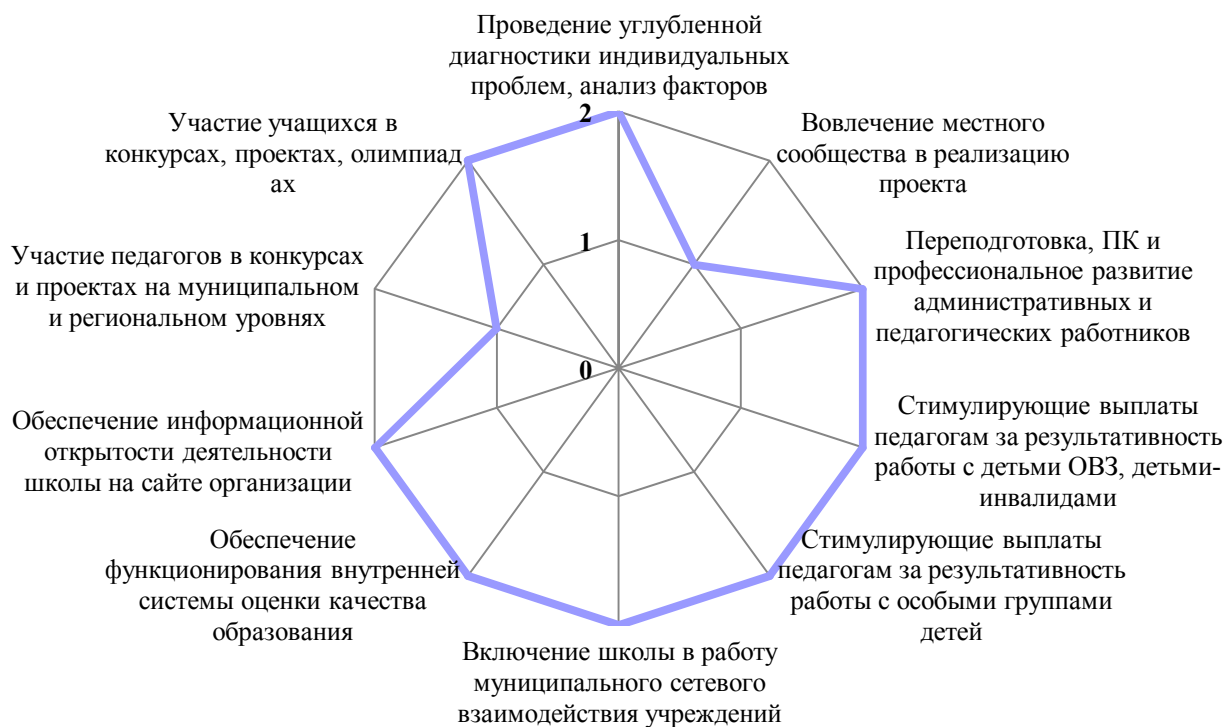 Проведение углубленной
диагностики индивидуальных
проблем, анализ факторов
Вовлечение местного
сообщества в реализацию
проекта
Переподготовка, ПК и
профессиональное развитие
административных и
педагогических работников
Стимулирующие выплаты
педагогам за результативность
работы с детьми ОВЗ, детьми-
инвалидами
Стимулирующие выплаты
педагогам за результативность
работы с особыми группами
детей
Включение школы в работу
муниципального сетевого
взаимодействия учреждений
Обеспечение
функционирования внутренней
системы оценки качества
образования
Обеспечение информационной
открытости деятельности
школы на сайте организации
Участие педагогов в конкурсах
и проектах на муниципальном
и региональном уровнях
Участие учащихся в
конкурсах, проектах, олимпиад
ах
2
1
0